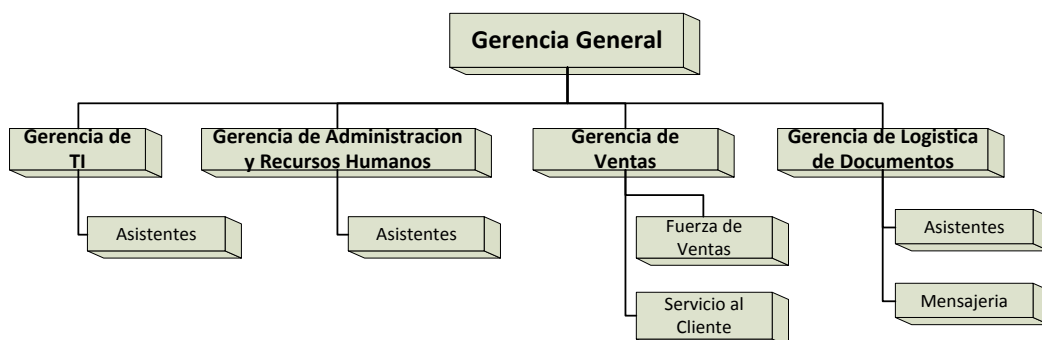 Gerencia General
Gerencia de
TI
Gerencia de Administracion
y Recursos Humanos
Gerencia de
Ventas
Gerencia de Logistica
de Documentos
Asistentes
Asistentes
Fuerza de
Ventas
Asistentes
Servicio al
Cliente
Mensajeria